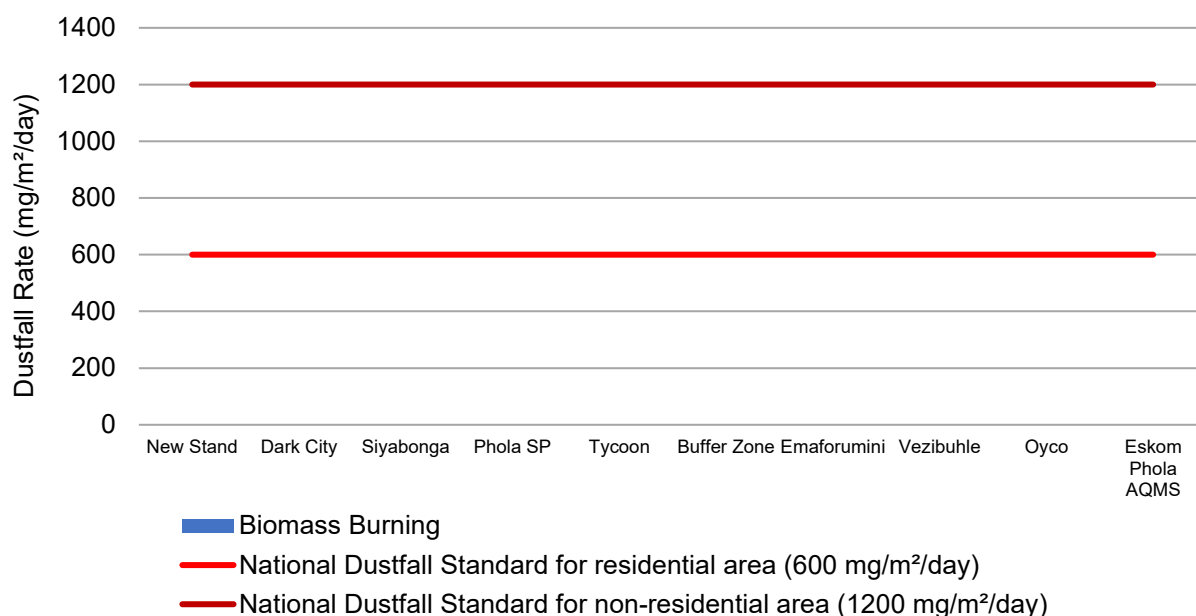 1400
1200
1000
800
600
400
200
0
Dustfall Rate (mg/m²/day)
New Stand
Dark City
Siyabonga
Phola SP
Tycoon
Buffer Zone
Emaforumini
Vezibuhle
Oyco
Eskom
Phola
AQMS
Biomass Burning
National Dustfall Standard for residential area (600 mg/m²/day)
National Dustfall Standard for non-residential area (1200 mg/m²/day)